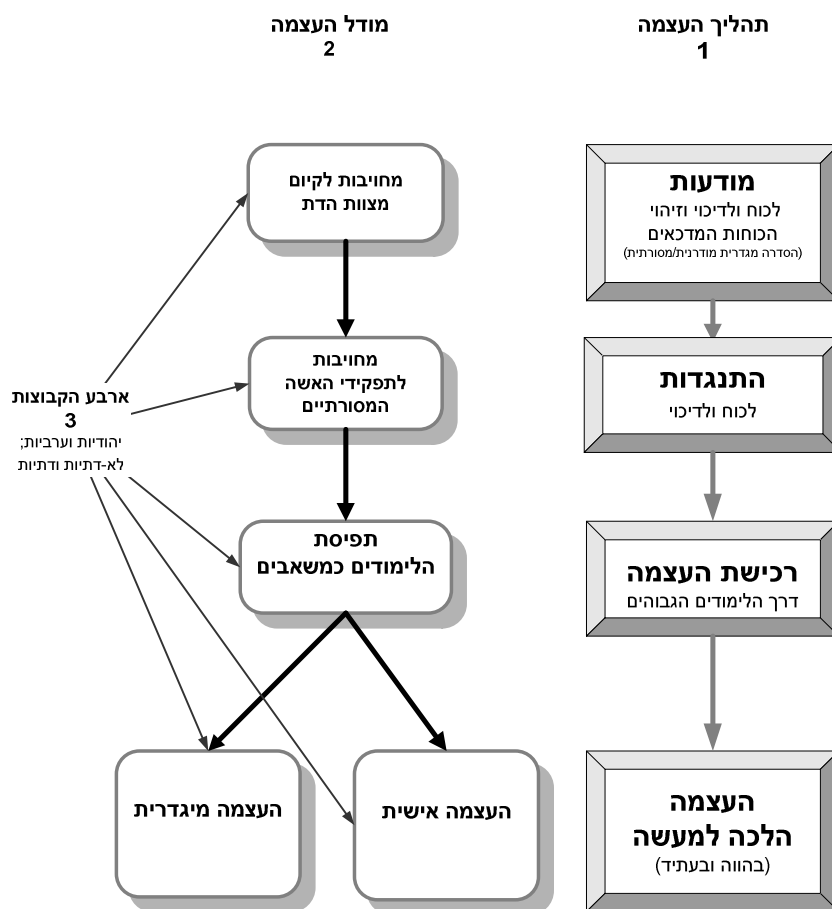 תהליך העצמה
1
מודעות
לכוח ולדיכוי וזיהוי
הכוחות המדכאים
(הסדרה מגדרית מודרנית/מסורתית)
התנגדות
לכוח ולדיכוי
רכישת העצמה
דרך הלימודים הגבוהים
העצמה
הלכה למעשה
(בהווה ובעתיד)
מודל העצמה
2
מחויבות לקיום
מצוות הדת
מחויבות
לתפקידי האשה
המסורתיים
תפיסת
הלימודים כמשאבים
העצמה אישית
העצמה מיגדרית
ארבע הקבוצות
3
יהודיות וערביות;
לא-דתיות ודתיות